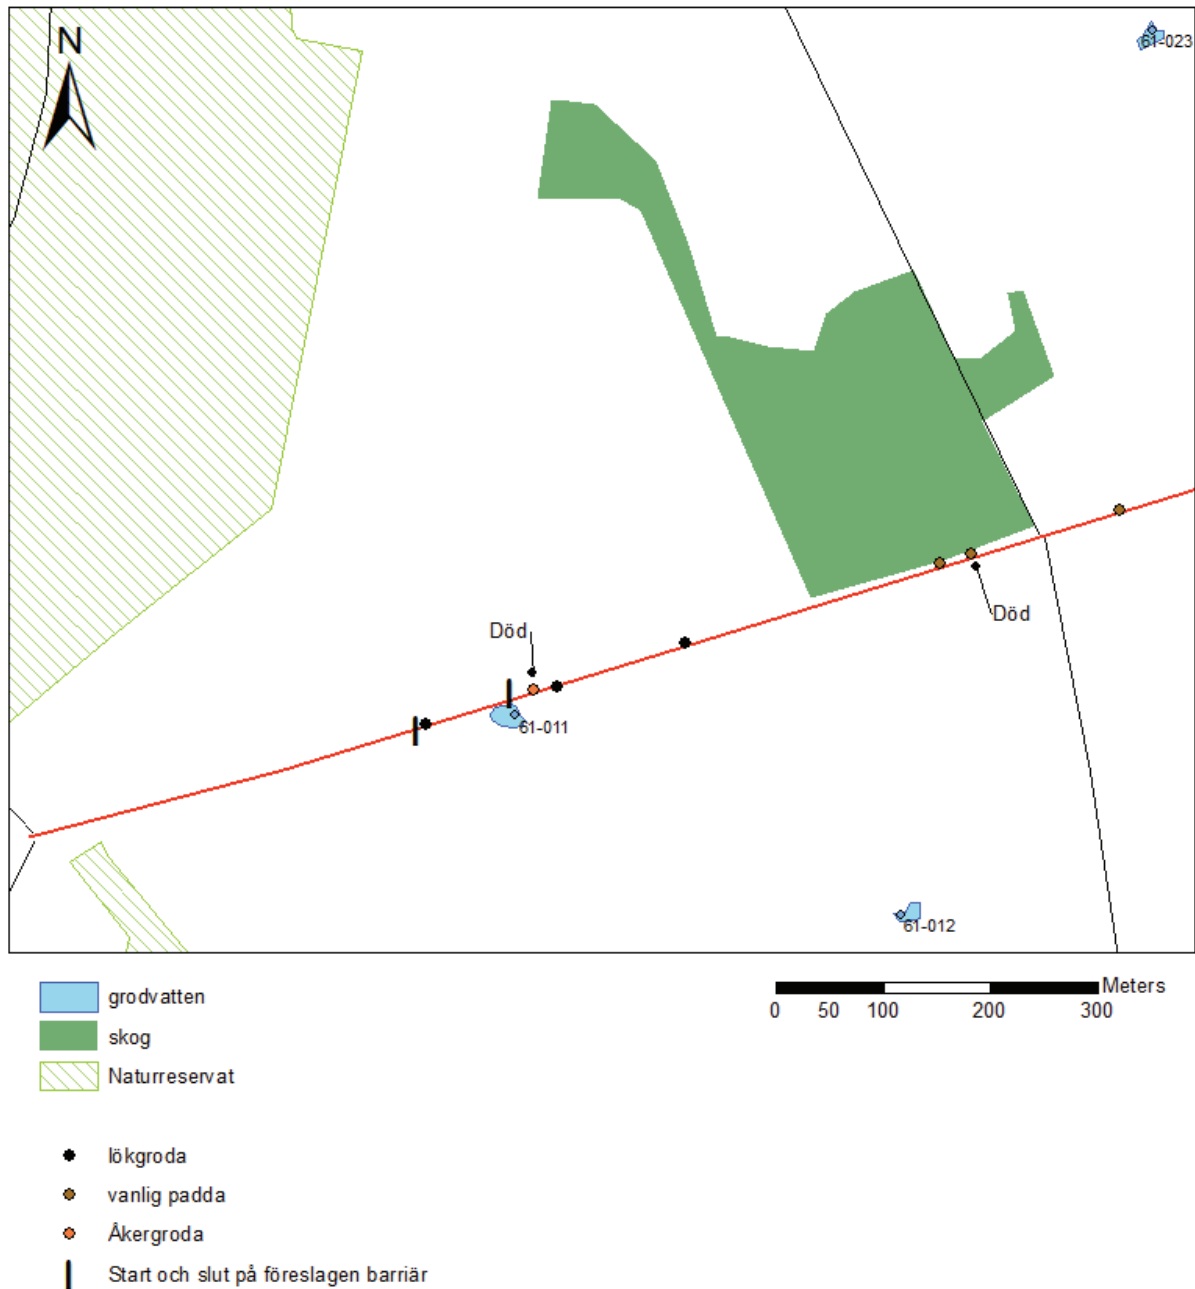 N
61-023
Död
Död
61-011
61-012
grodvatten
skog
Naturreservat
Meters
0 50 100 200 300
lökgroda
vanlig padda
Åkergroda
Start och slut på föreslagen barriär